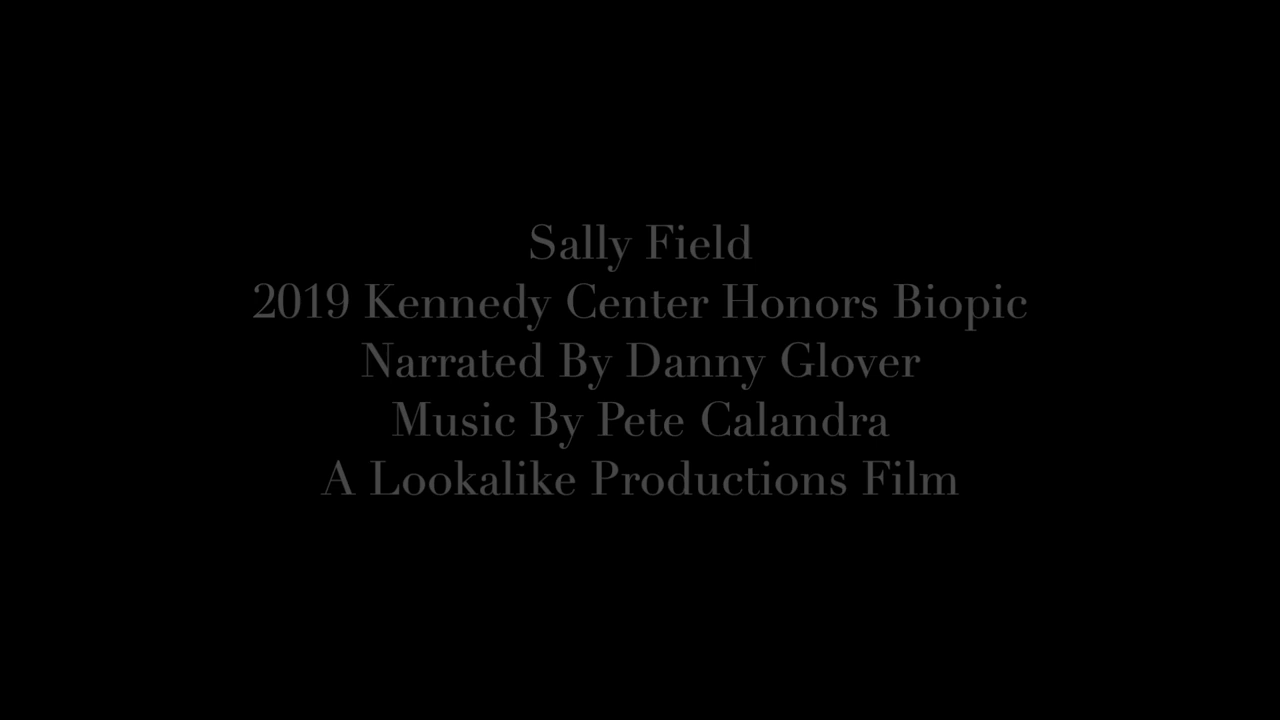 Sally Field
2019 Kennedy Center Honors Biopic
Narrated By Danny Glover
Music By Pete Calandra
A Lookalike Productions Film